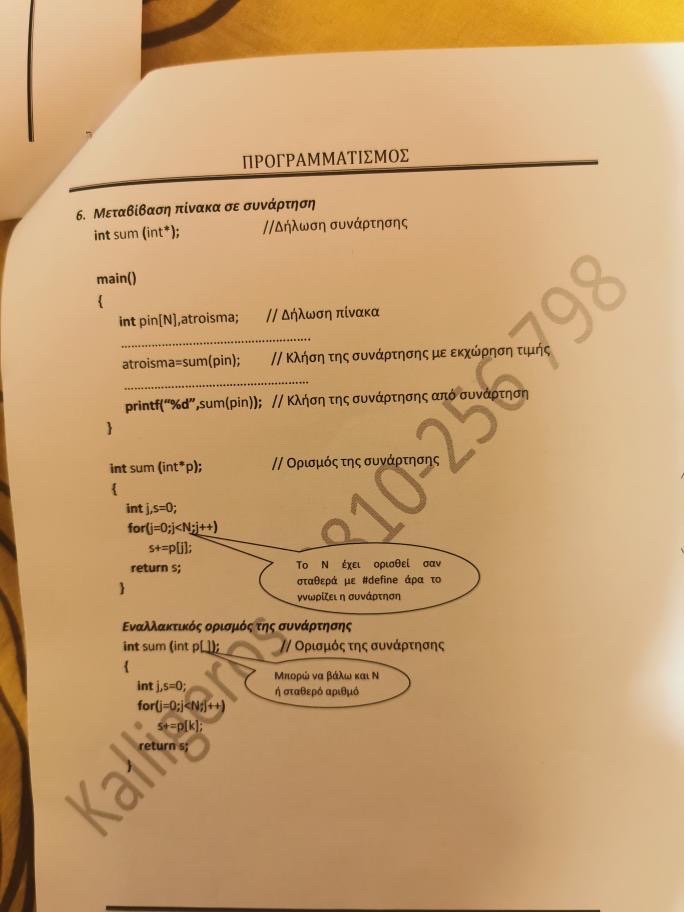 ΠΡΟΓΡΑΜΜΑΤΙΣΜΟΣ
6. Μεταβίβαση πίνακα σε συνάρτηση
int sum (int*); //Δήλωση συνάρτησης
main()
{
int pin[N],atroisma; // Δήλωση πίνακα
........................................................
atroisma=sum(pin); // Κλήση της συνάρτησης με εκχώρηση τιμής
........................................................
printf("%d",sum(pin)); // Κλήση της συνάρτησης από συνάρτηση
}
int sum (int*p); // Ορισμός της συνάρτησης
{
int j,s=0;
for(j=0;j<N;j++)
s+=p[j];
return s;
}
Το Ν έχει ορισθεί σαν
σταθερά με #define άρα το
γνωρίζει η συνάρτηση
Εναλλακτικός ορισμός της συνάρτησης
int sum (int p[ ]); // Ορισμός της συνάρτησης
{
int j,s=0;
for(j=0;j<N;j++)
s+=p[k];
return s;
}
Μπορώ να βάλω και Ν
ή σταθερό αριθμό
Kalligeros 810-256 798